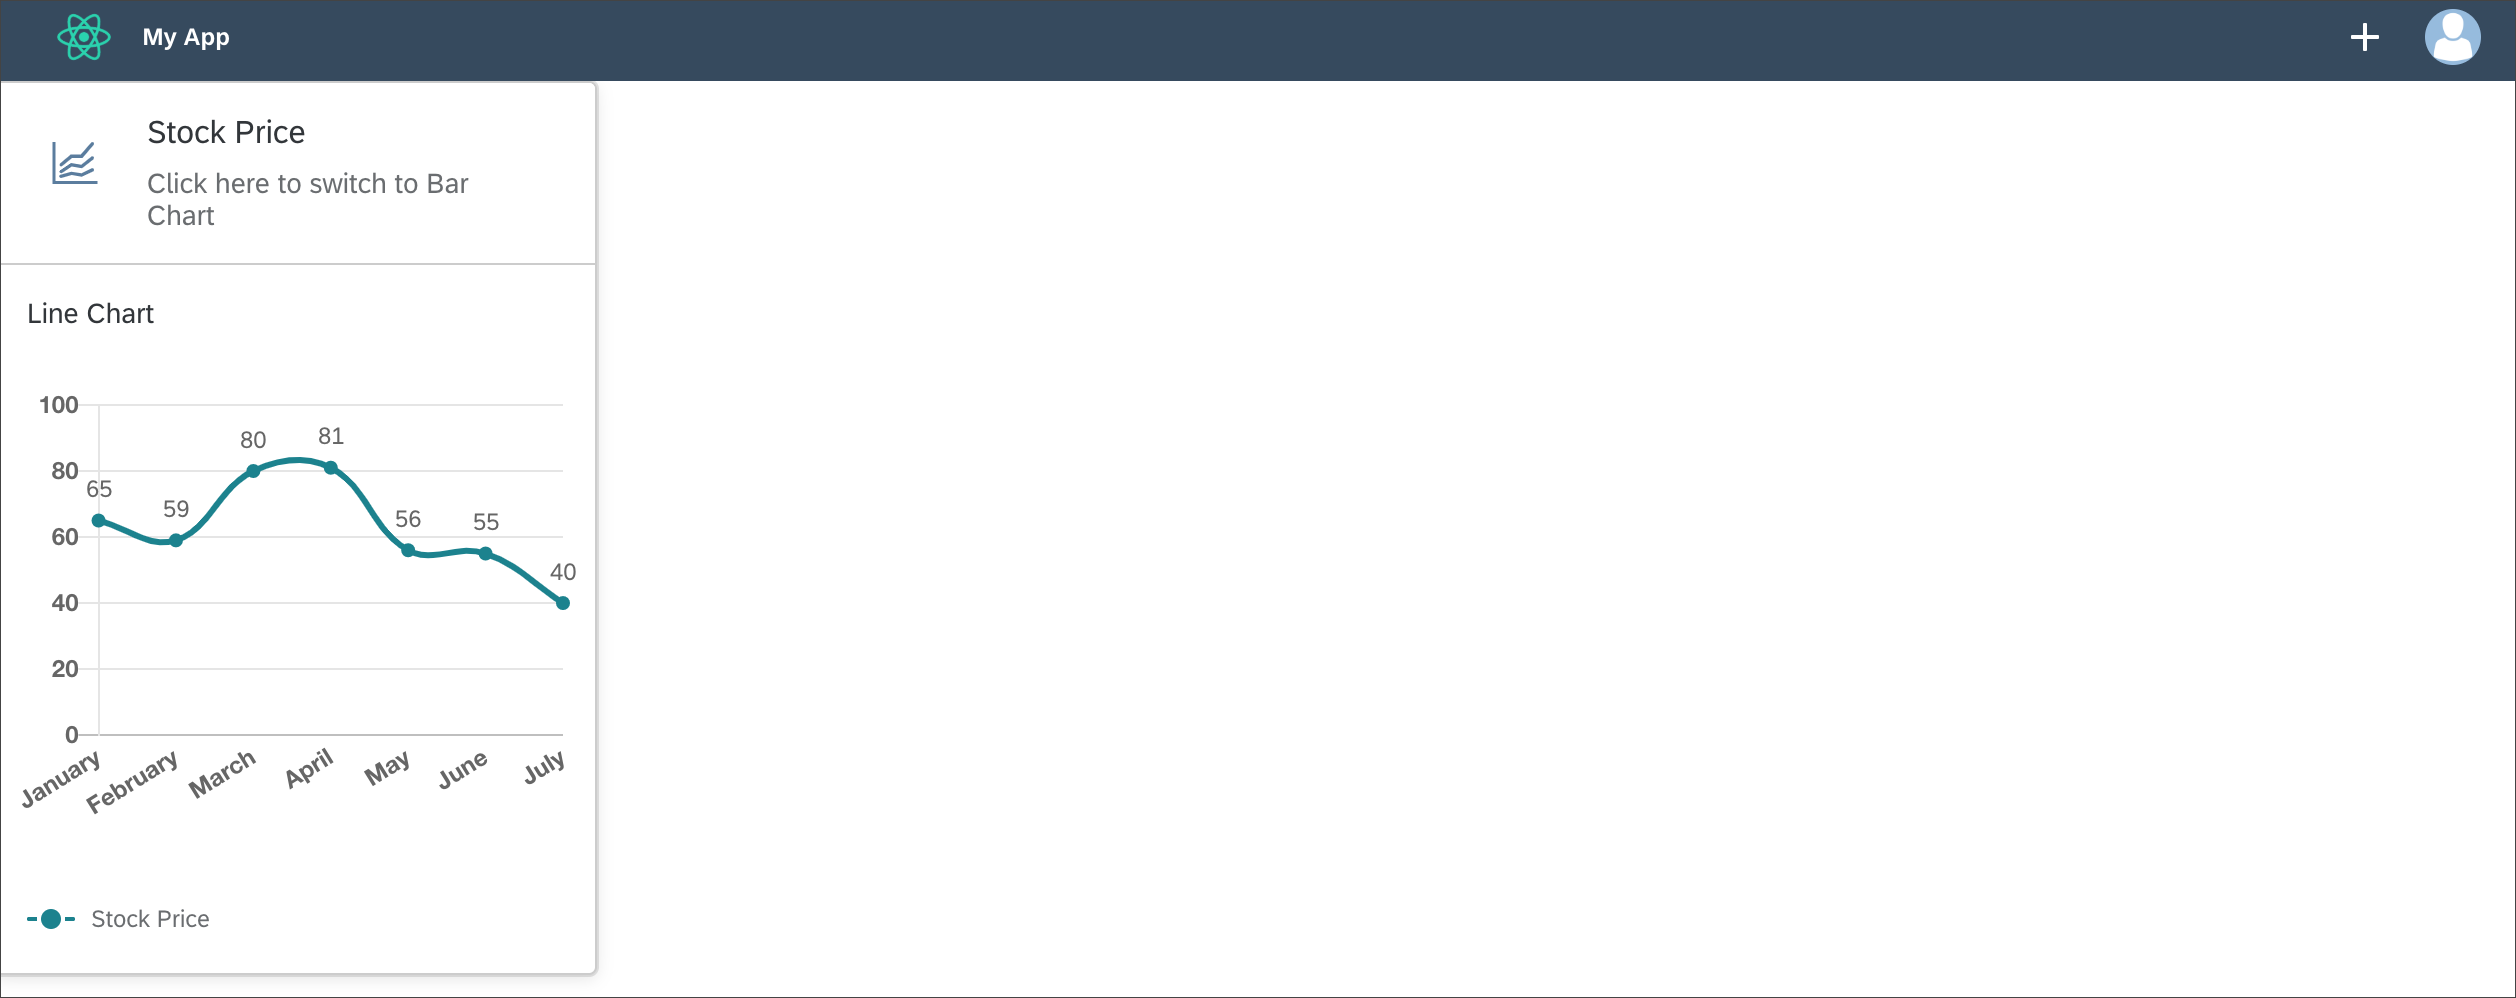 My App
Stock Price
Click here to switch to Bar
Chart
Line Chart
100
80
60
40
20
0
65
59
80
81
56
55
40
January
February
March
April
May
June
July
Stock Price